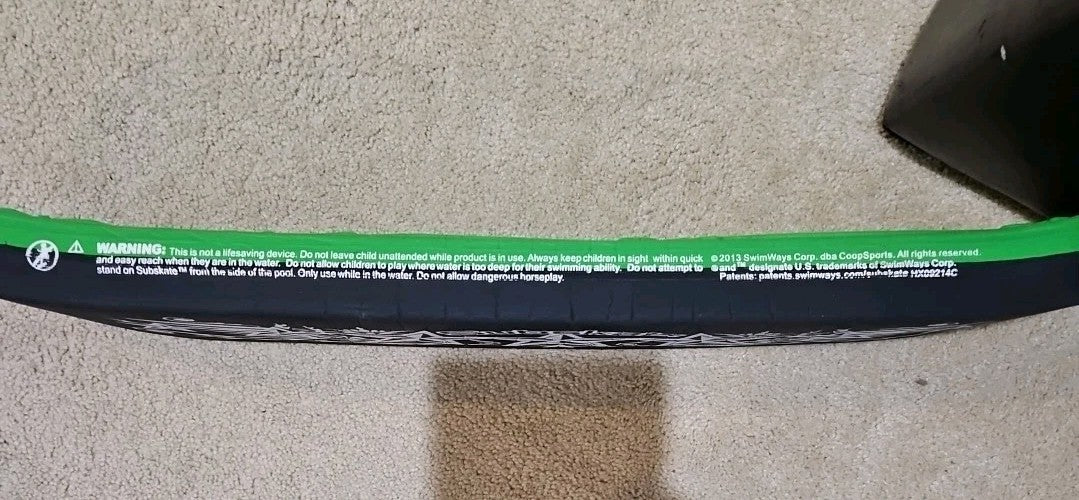 WARNING: This is not a lifesaving device. Do not leave child unattended while product is in use. Always keep children in sight within quick
and easy reach when they are in the water. Do not allow children to play where water is too deep for their swimming ability. Do not attempt to
stand on Subskate™ from the side of the pool. Only use while in the water. Do not allow dangerous horseplay.
©2013 SwimWays Corp. dba CoopSports. All rights reserved.
® and ™ designate U.S. trademarks of SwimWays Corp.
Patents: patents.swimways.com/subskate HX09214C